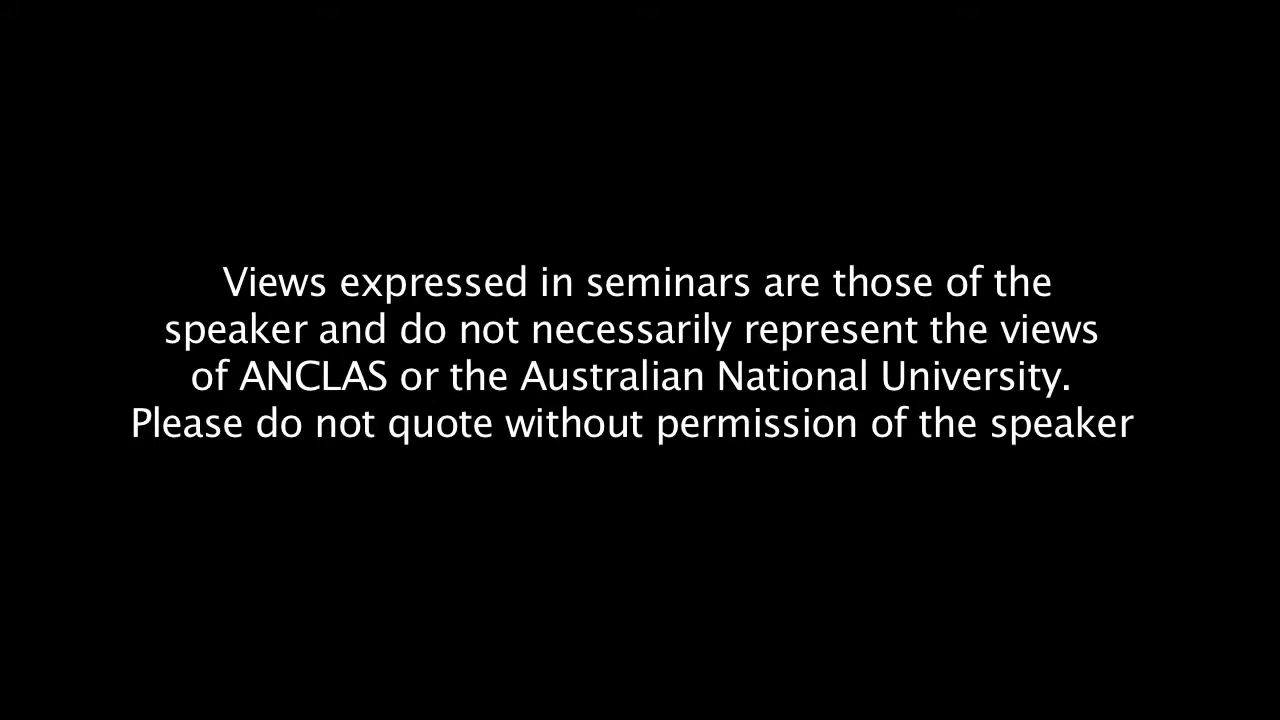 Views expressed in seminars are those of the
speaker and do not necessarily represent the views
of ANCLAS or the Australian National University.
Please do not quote without permission of the speaker